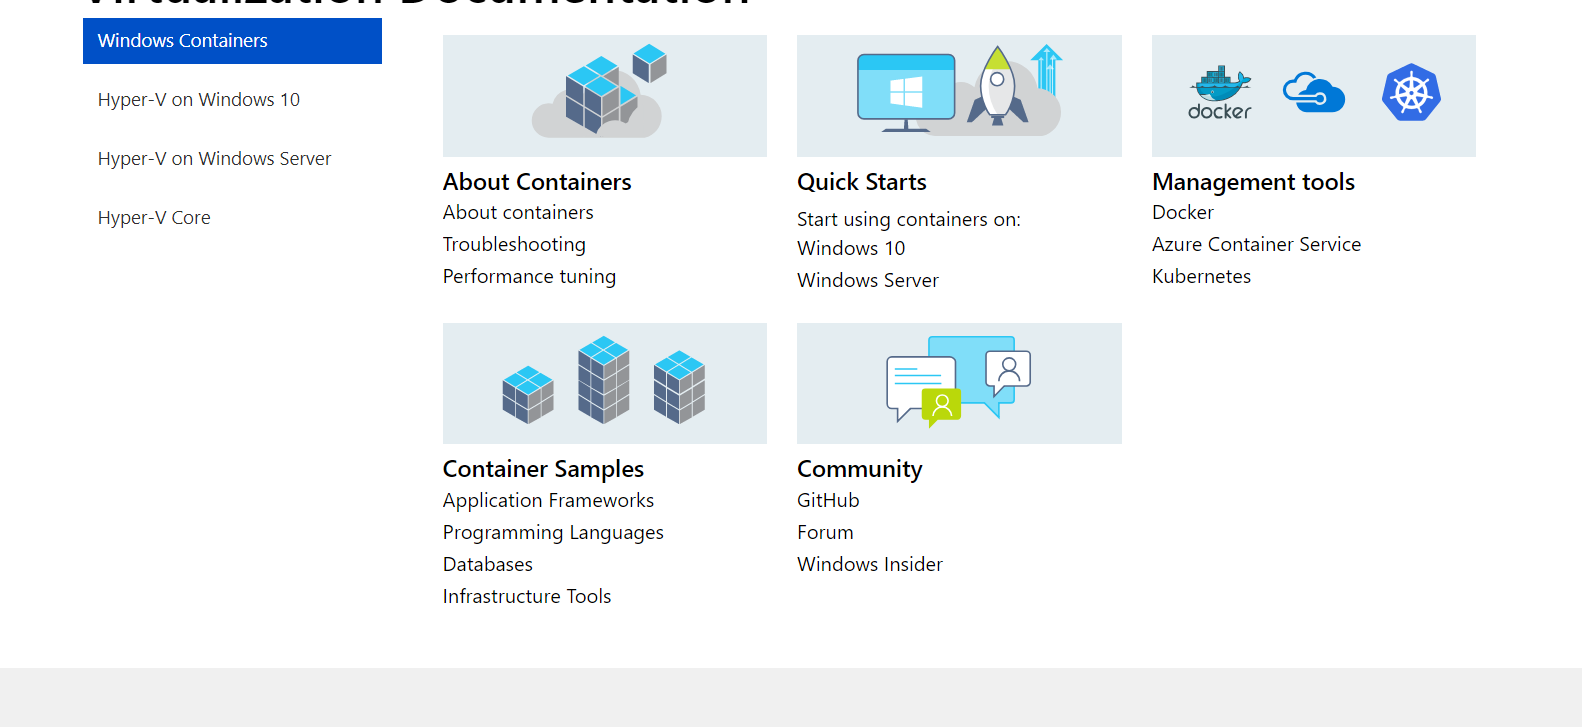 Virtualization Documentation
Windows Containers
Hyper-V on Windows 10
Hyper-V on Windows Server
Hyper-V Core
About Containers
About containers
Troubleshooting
Performance tuning
Quick Starts
Start using containers on:
Windows 10
Windows Server
docker
Management tools
Docker
Azure Container Service
Kubernetes
Container Samples
Application Frameworks
Programming Languages
Databases
Infrastructure Tools
Community
GitHub
Forum
Windows Insider